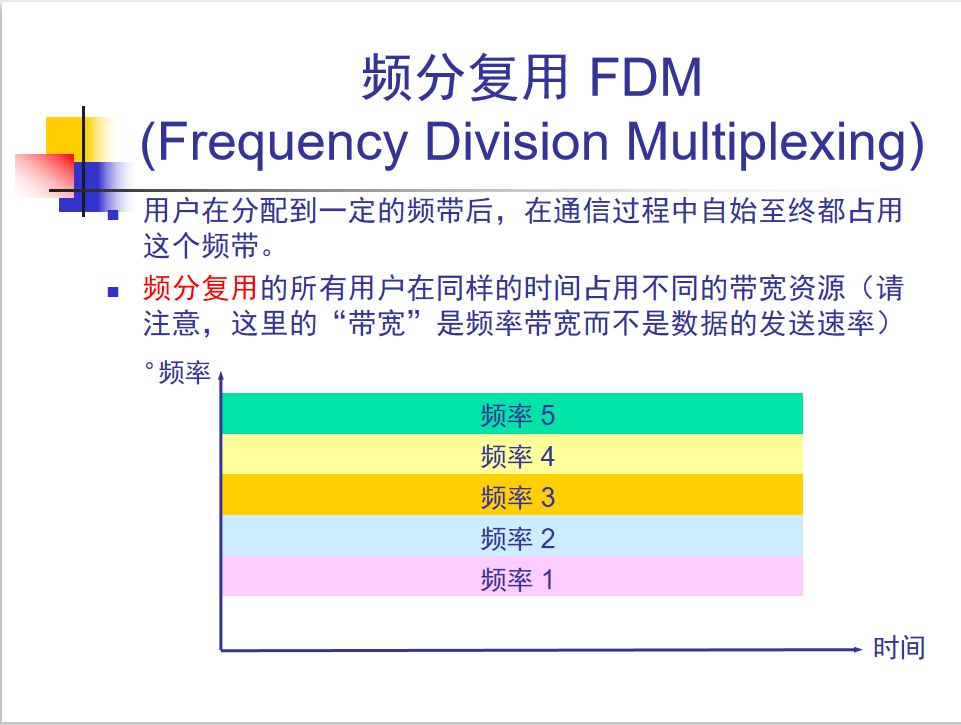 频分复用 FDM
(Frequency Division Multiplexing)
用户在分配到一定的频带后，在通信过程中自始至终都占用
这个频带。
频分复用的所有用户在同样的时间占用不同的带宽资源（请
注意，这里的“带宽”是频率带宽而不是数据的发送速率）
。
频率
频率 5
频率 4
频率 3
频率 2
频率 1
时间